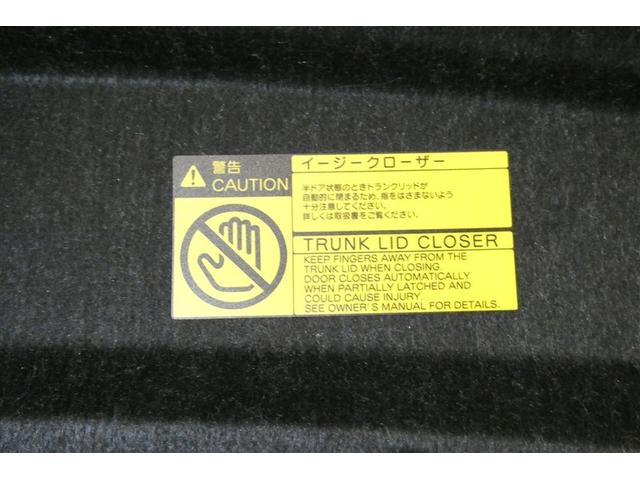 警告
CAUTION
イージークローザー
半ドア状態のときトランクリッドが
自動的に閉まるため、指をはさまないよう
十分注意してください。
詳しくは取扱書をご覧ください。
TRUNK LID CLOSER
KEEP FINGERS AWAY FROM THE
TRUNK LID WHEN CLOSING.
DOOR CLOSES AUTOMATICALLY
WHEN PARTIALLY LATCHED AND
COULD CAUSE INJURY.
SEE OWNER'S MANUAL FOR DETAILS.